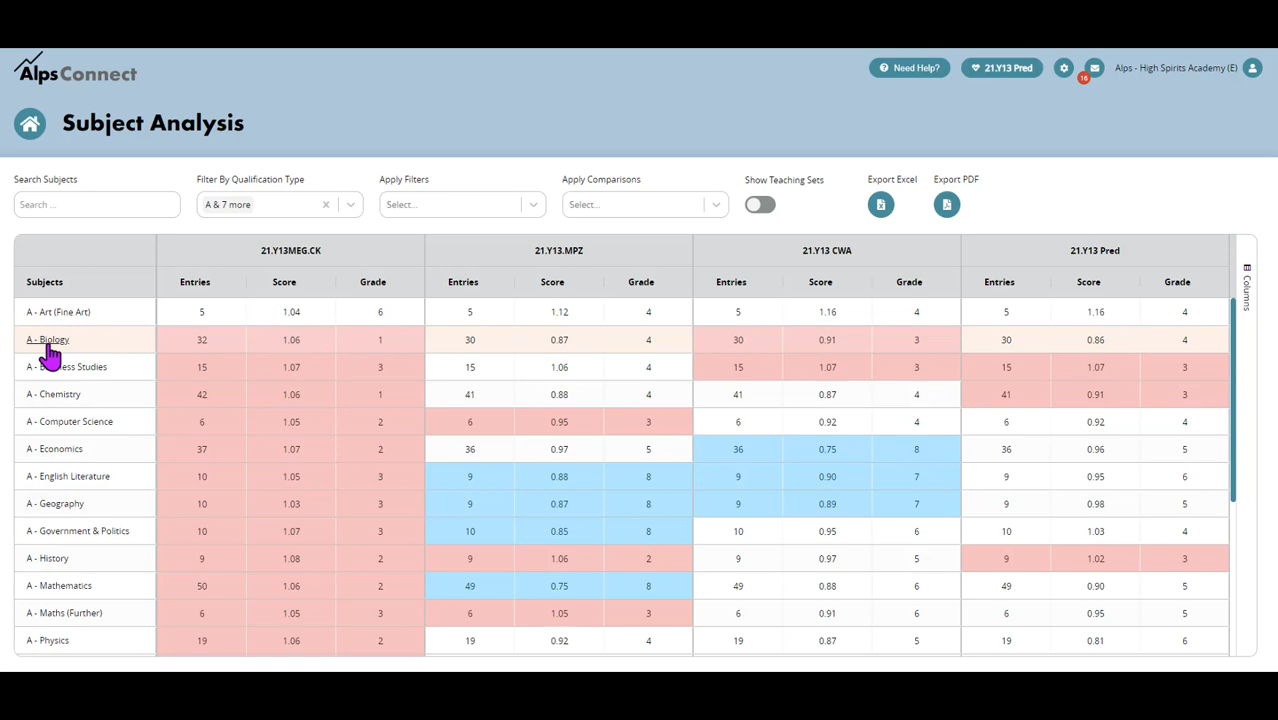 Alps Connect
Need Help?
21.Y13 Pred
16
Alps - High Spirits Academy (E)
Subject Analysis
Search Subjects
Filter By Qualification Type
Apply Filters
Apply Comparisons
Show Teaching Sets
Export Excel
Export PDF
Search ...
A & 7 more
Select...
Select...
21.Y13MEG.CK 21.Y13.MPZ 21.Y13 CWA 21.Y13 Pred
Columns
Subjects Entries Score Grade Entries Score Grade Entries Score Grade Entries Score Grade
A - Art (Fine Art) 5 1.04 6 5 1.12 4 5 1.16 4 5 1.16 4
A - Biology 32 1.06 1 30 0.87 4 30 0.91 3 30 0.86 4
A - ess Studies 15 1.07 3 15 1.06 4 15 1.07 3 15 1.07 3
A - Chemistry 42 1.06 1 41 0.88 4 41 0.87 4 41 0.91 3
A - Computer Science 6 1.05 2 6 0.95 3 6 0.92 4 6 0.92 4
A - Economics 37 1.07 2 36 0.97 5 36 0.75 8 36 0.96 5
A - English Literature 10 1.05 3 9 0.88 8 9 0.90 7 9 0.95 6
A - Geography 10 1.03 3 9 0.87 8 9 0.89 7 9 0.98 5
A - Government & Politics 10 1.07 3 10 0.85 8 10 0.95 6 10 1.03 4
A - History 9 1.08 2 9 1.06 2 9 0.97 5 9 1.02 3
A - Mathematics 50 1.06 2 49 0.75 8 49 0.88 6 49 0.90 5
A - Maths (Further) 6 1.05 3 6 1.05 3 6 0.91 6 6 0.95 5
A - Physics 19 1.06 2 19 0.92 4 19 0.87 5 19 0.81 6